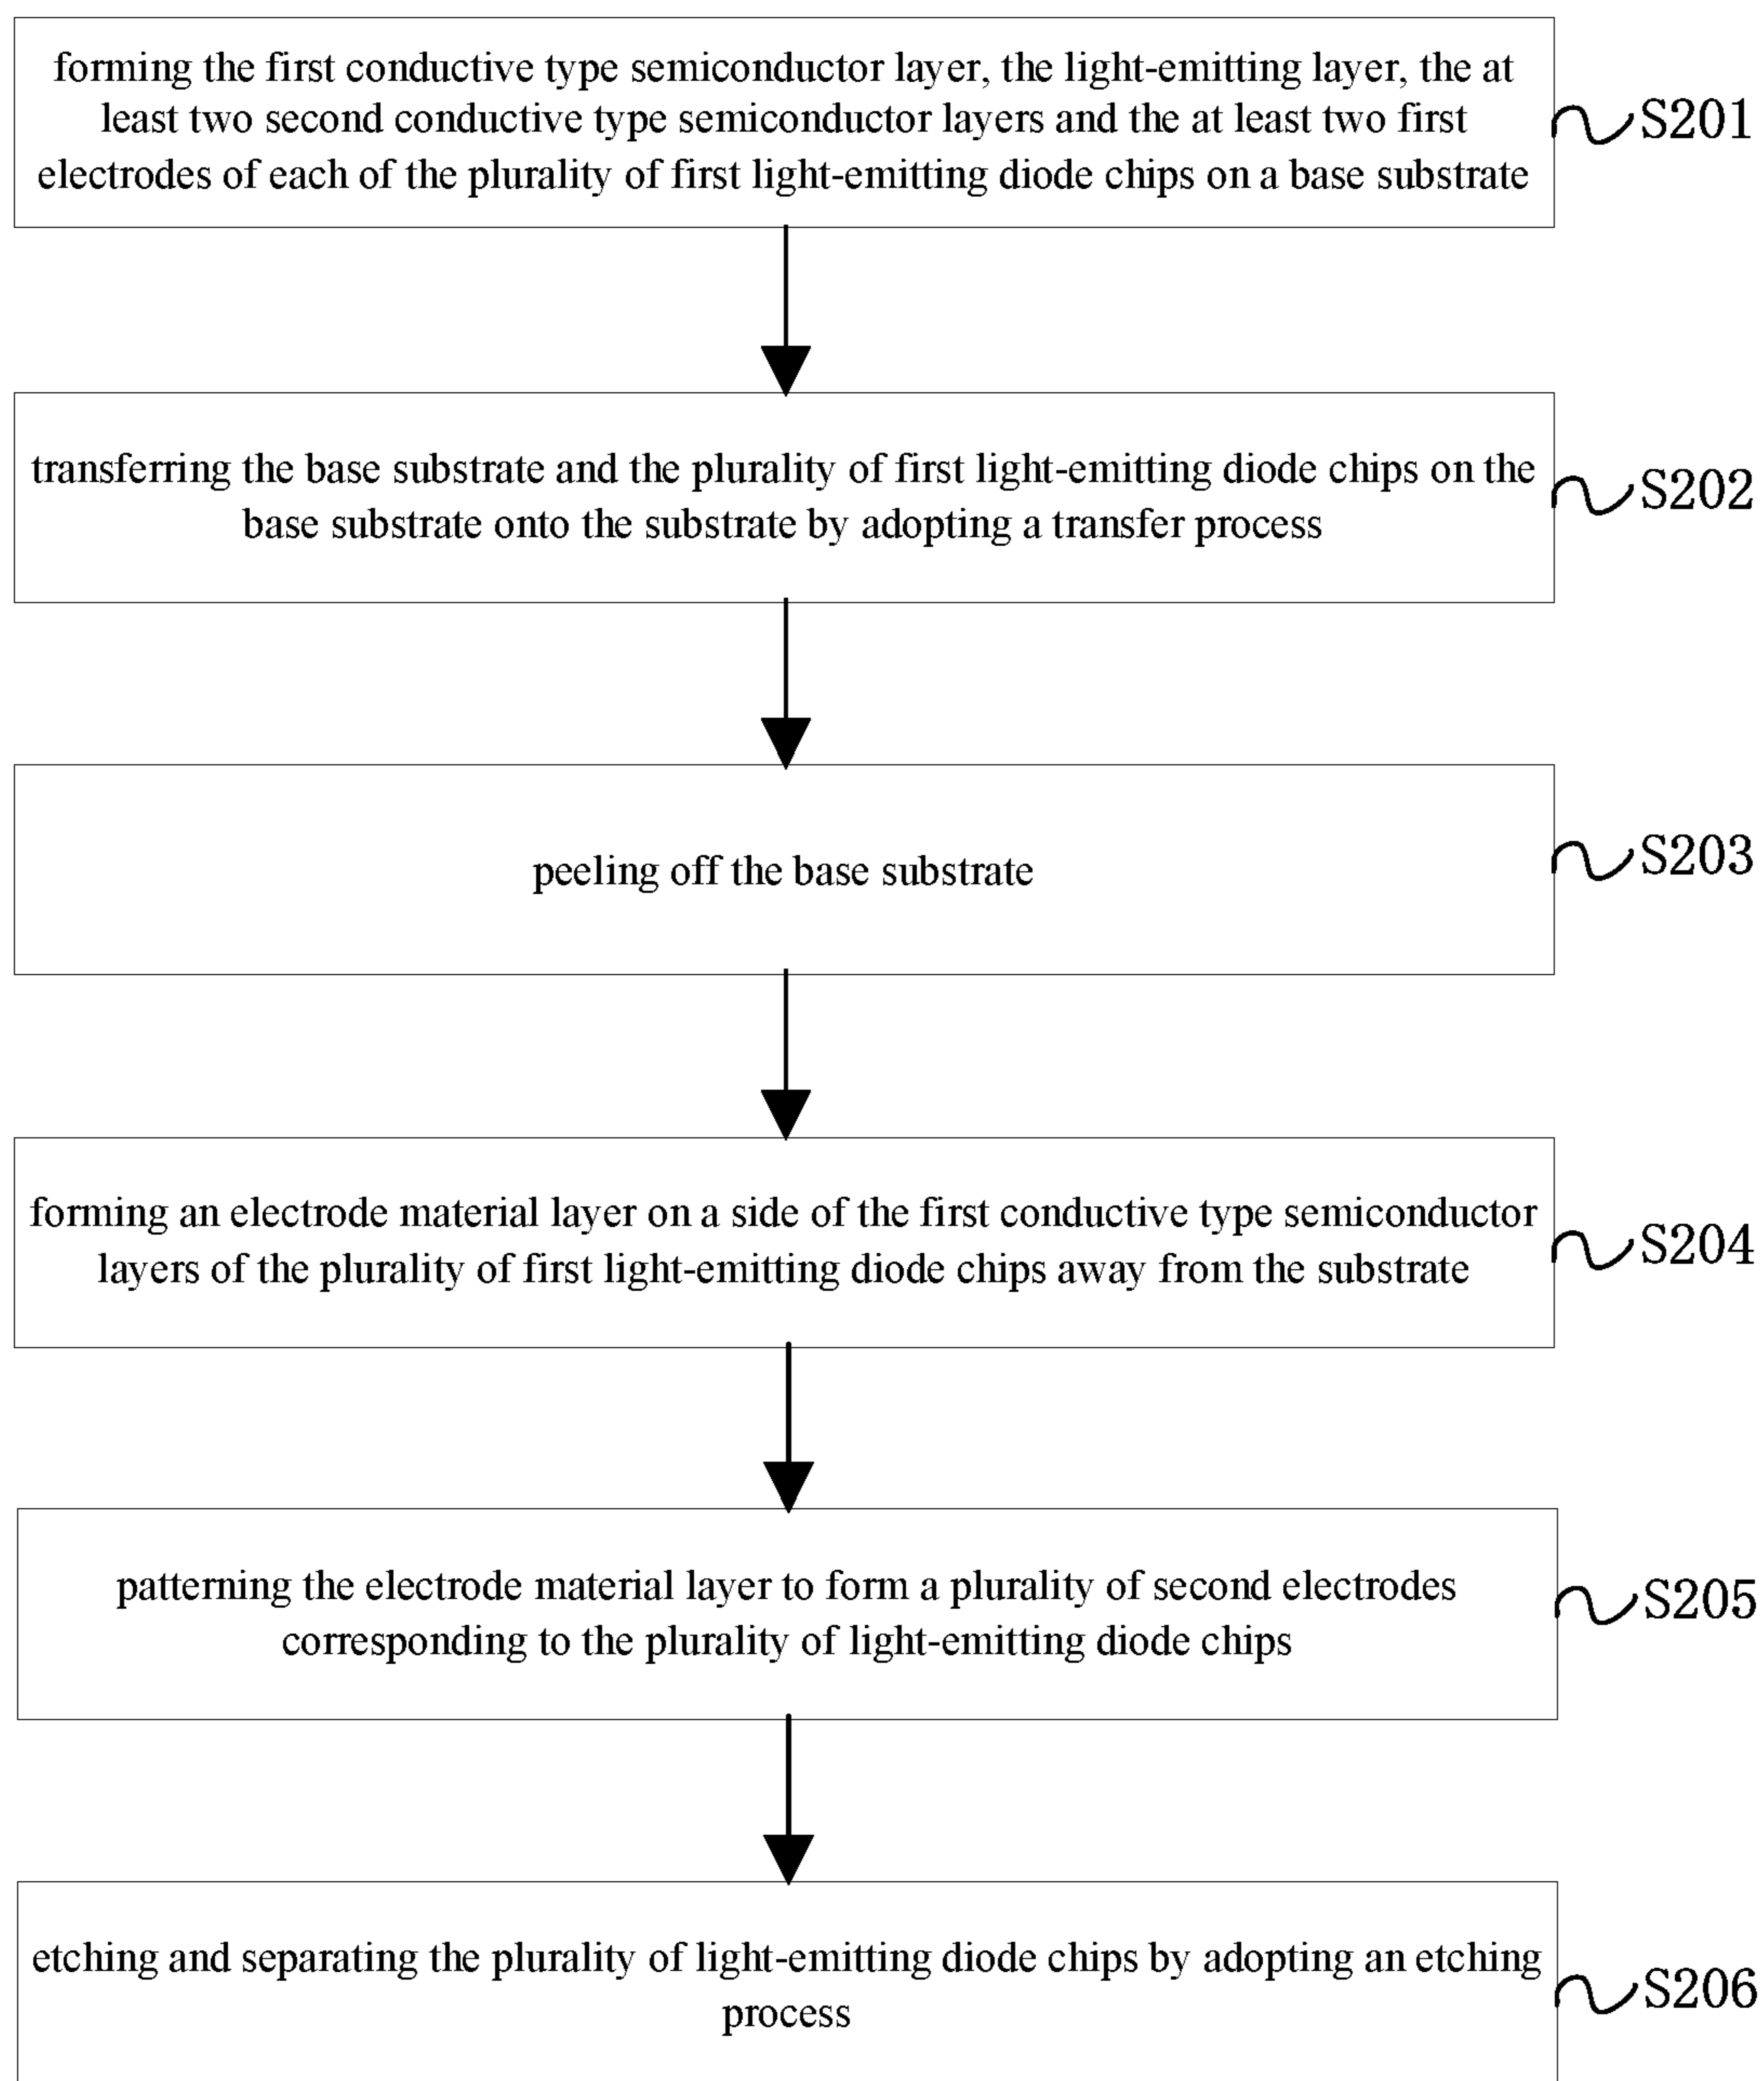 forming the first conductive type semiconductor layer, the light-emitting layer, the at
least two second conductive type semiconductor layers and the at least two first
electrodes of each of the plurality of first light-emitting diode chips on a base substrate
S201
transferring the base substrate and the plurality of first light-emitting diode chips on the
base substrate onto the substrate by adopting a transfer process
S202
peeling off the base substrate
S203
forming an electrode material layer on a side of the first conductive type semiconductor
layers of the plurality of first light-emitting diode chips away from the substrate
S204
patterning the electrode material layer to form a plurality of second electrodes
corresponding to the plurality of light-emitting diode chips
S205
etching and separating the plurality of light-emitting diode chips by adopting an etching
process
S206